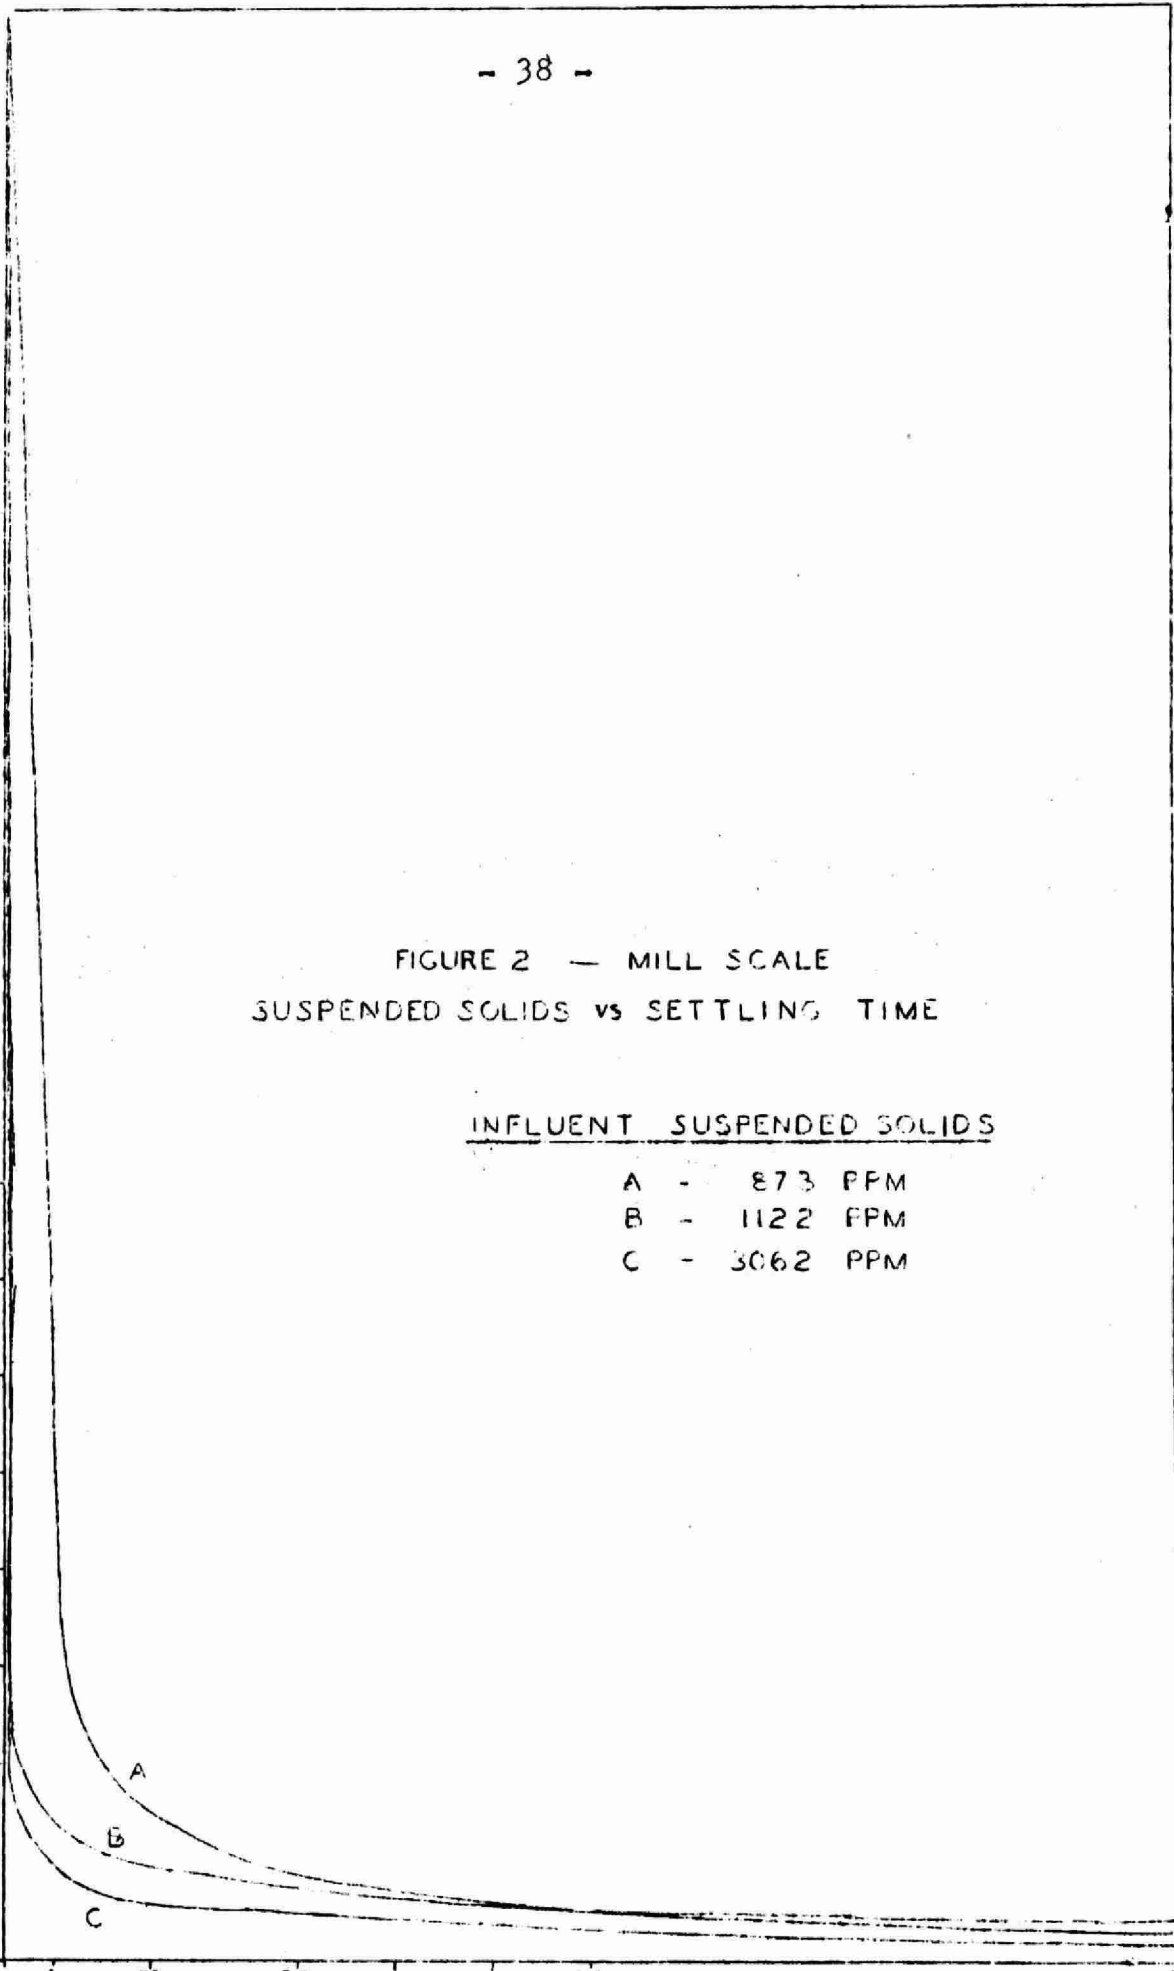 - 38 -
FIGURE 2 — MILL SCALE
SUSPENDED SOLIDS vs SETTLING TIME
INFLUENT SUSPENDED SOLIDS
A - 873 PPM
B - 1122 PPM
C - 3062 PPM
A
B
C